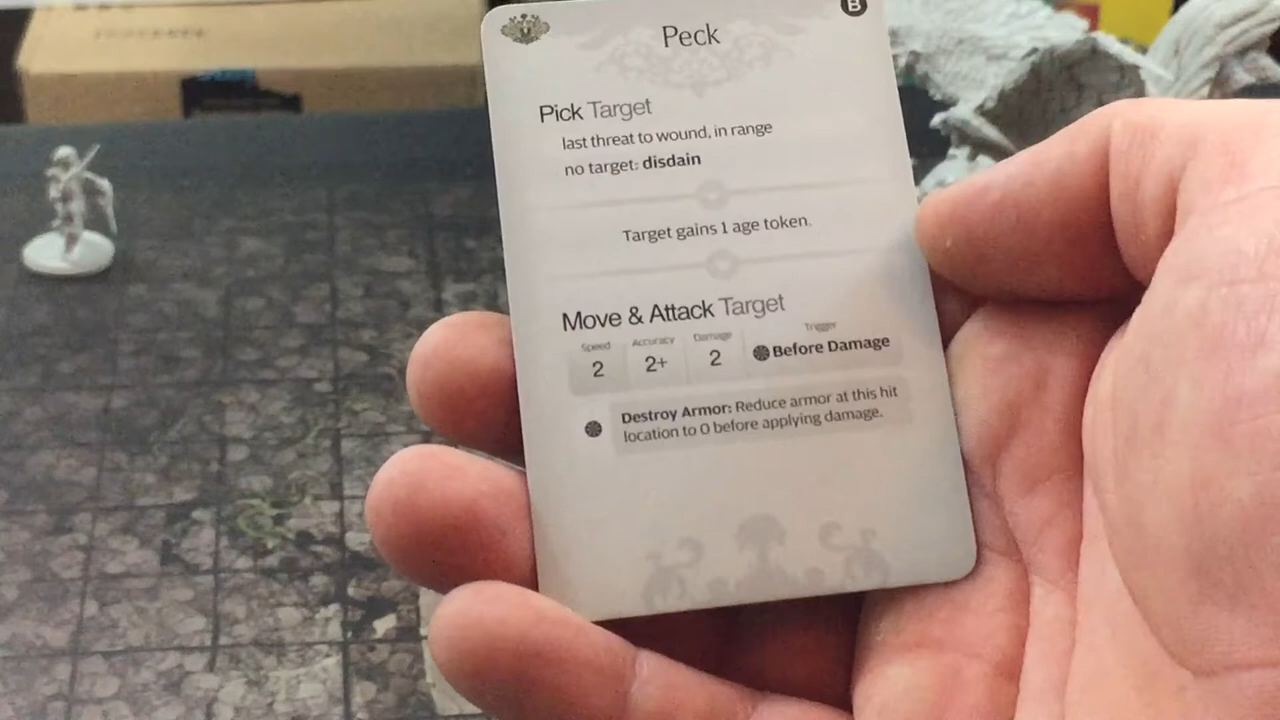 B
Peck
Pick Target
last threat to wound, in range
no target: disdain
Target gains 1 age token.
Move & Attack Target
Speed Accuracy Damage Trigger
2 2+ 2 Before Damage
Destroy Armor: Reduce armor at this hit
location to 0 before applying damage.